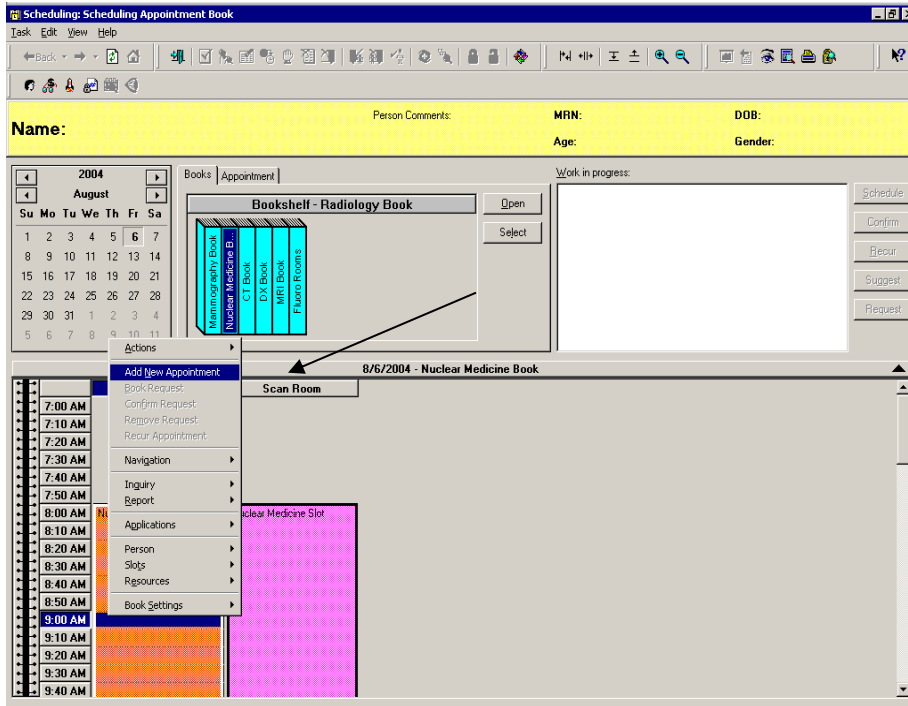 Scheduling: Scheduling Appointment Book
Task Edit View Help
Back
Name:
Person Comments:
MRN:
DOB:
Age:
Gender:
2004
August
Su Mo Tu We Th Fr Sa
1 2 3 4 5 6 7
8 9 10 11 12 13 14
15 16 17 18 19 20 21
22 23 24 25 26 27 28
29 30 31 1 2 3 4
5 6 7 8 9 10 11
Books Appointment
Bookshelf - Radiology Book
Mammography Book
Nuclear Medicine B...
CT Book
DX Book
MRI Book
Fluoro Rooms
Open
Select
Work in progress:
Schedule
Confirm
Recur
Suggest
Request
8/6/2004 - Nuclear Medicine Book
Actions
Add New Appointment
Book Request
Confirm Request
Remove Request
Recur Appointment
Navigation
Inquiry
Report
Applications
Person
Slots
Resources
Book Settings
Scan Room
7:00 AM
7:10 AM
7:20 AM
7:30 AM
7:40 AM
7:50 AM
8:00 AM
uclear Medicine Slot
8:10 AM
8:20 AM
8:30 AM
8:40 AM
8:50 AM
9:00 AM
9:10 AM
9:20 AM
9:30 AM
9:40 AM